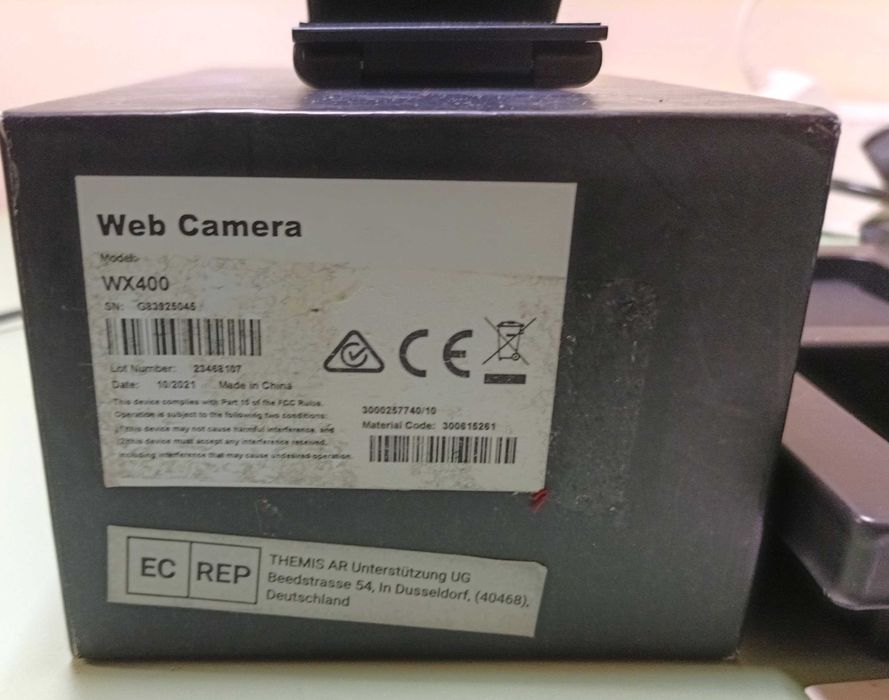 Web Camera
Model:
WX400
SN: G83925045
Lot Number: 23468107
Date: 10/2021 Made in China
This device complies with Part 15 of the FCC Rules.
Operation is subject to the following two conditions:
(1)this device may not cause harmful interference, and
(2)this device must accept any interference received,
including interference that may cause undesired operation.
CE
3000257740/10
Material Code: 300615261
EC REP
THEMIS AR Unterstützung UG
Beedstrasse 54, In Dusseldorf, (40468),
Deutschland